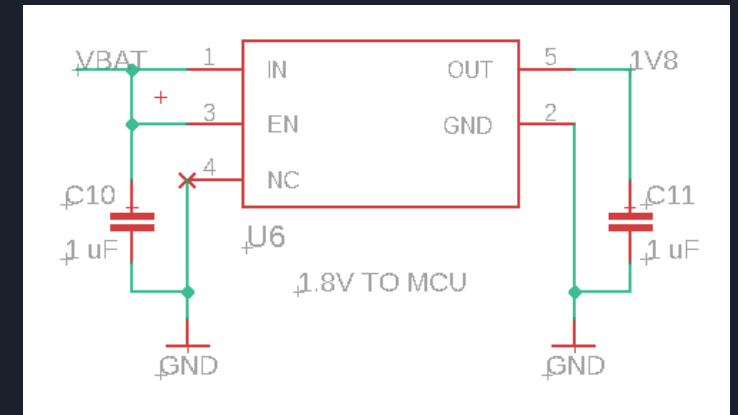 VBAT
1
IN
OUT
5
1V8
3
EN
GND
2
4
NC
C10
C11
U6
1 uF
1 uF
1.8V TO MCU
GND
GND